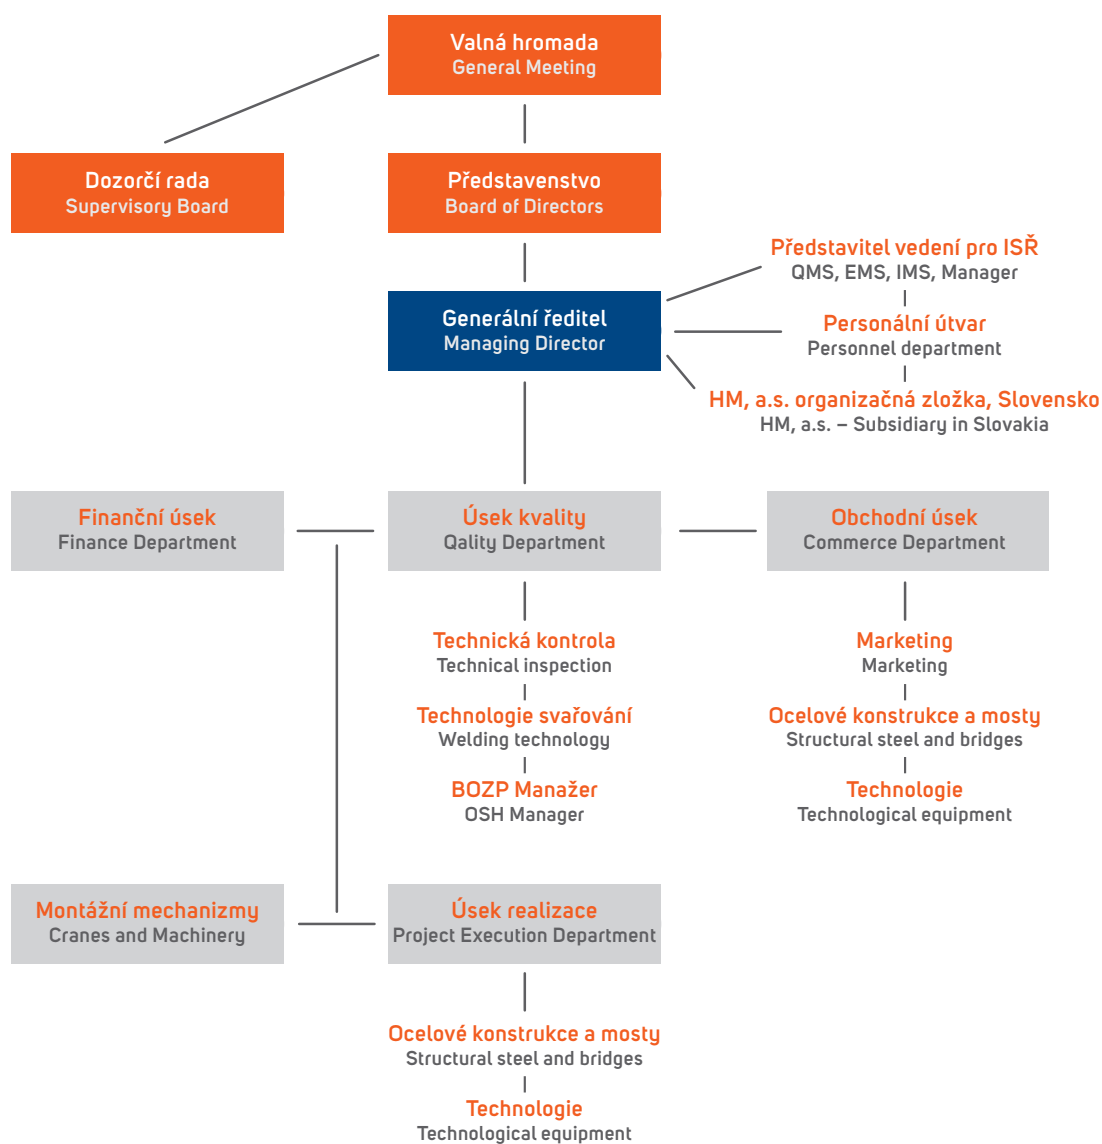 Valná hromada
General Meeting
Dozorčí rada
Supervisory Board
Představenstvo
Board of Directors
Představitel vedení pro ISŘ
QMS, EMS, IMS, Manager
Generální ředitel
Managing Director
Personální útvar
Personnel department
HM, a.s. organizačná zložka, Slovensko
HM, a.s. – Subsidiary in Slovakia
Finanční úsek
Finance Department
Úsek kvality
Qality Department
Obchodní úsek
Commerce Department
Technická kontrola
Technical inspection
Technologie svařování
Welding technology
BOZP Manažer
OSH Manager
Marketing
Marketing
Ocelové konstrukce a mosty
Structural steel and bridges
Technologie
Technological equipment
Montážní mechanizmy
Cranes and Machinery
Úsek realizace
Project Execution Department
Ocelové konstrukce a mosty
Structural steel and bridges
Technologie
Technological equipment